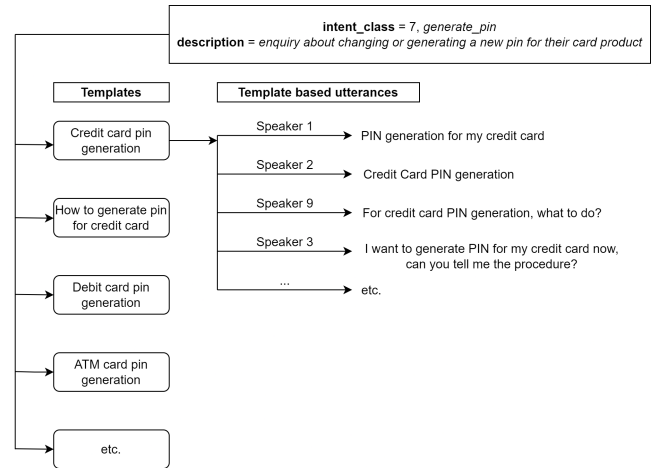 intent_class = 7, generate_pin
description = enquiry about changing or generating a new pin for their card product
Templates
Template based utterances
Credit card pin
generation
Speaker 1
PIN generation for my credit card
Speaker 2
Credit Card PIN generation
How to generate pin
for credit card
Speaker 9
For credit card PIN generation, what to do?
Speaker 3
I want to generate PIN for my credit card now,
can you tell me the procedure?
Debit card pin
generation
...
etc.
ATM card pin
generation
etc.